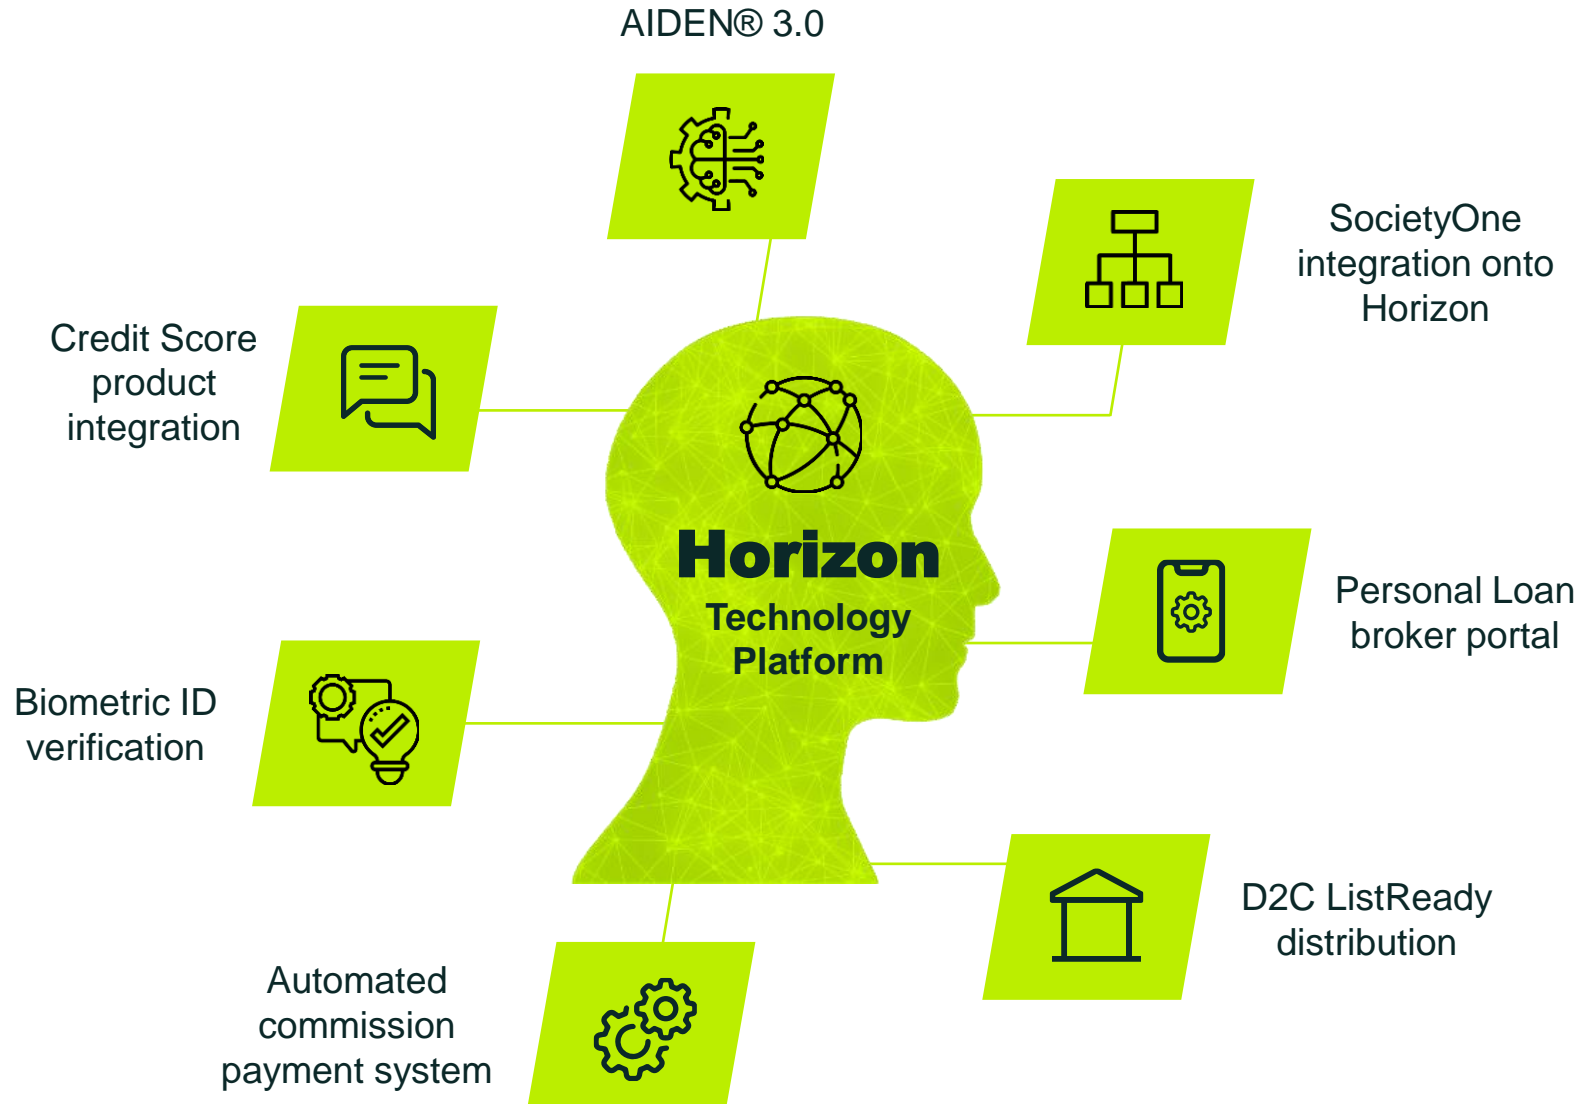 AIDEN® 3.0
SocietyOne
integration onto
Horizon
Credit Score
product
integration
Horizon
Technology
Platform
Personal Loan
broker portal
Biometric ID
verification
D2C ListReady
distribution
Automated
commission
payment system